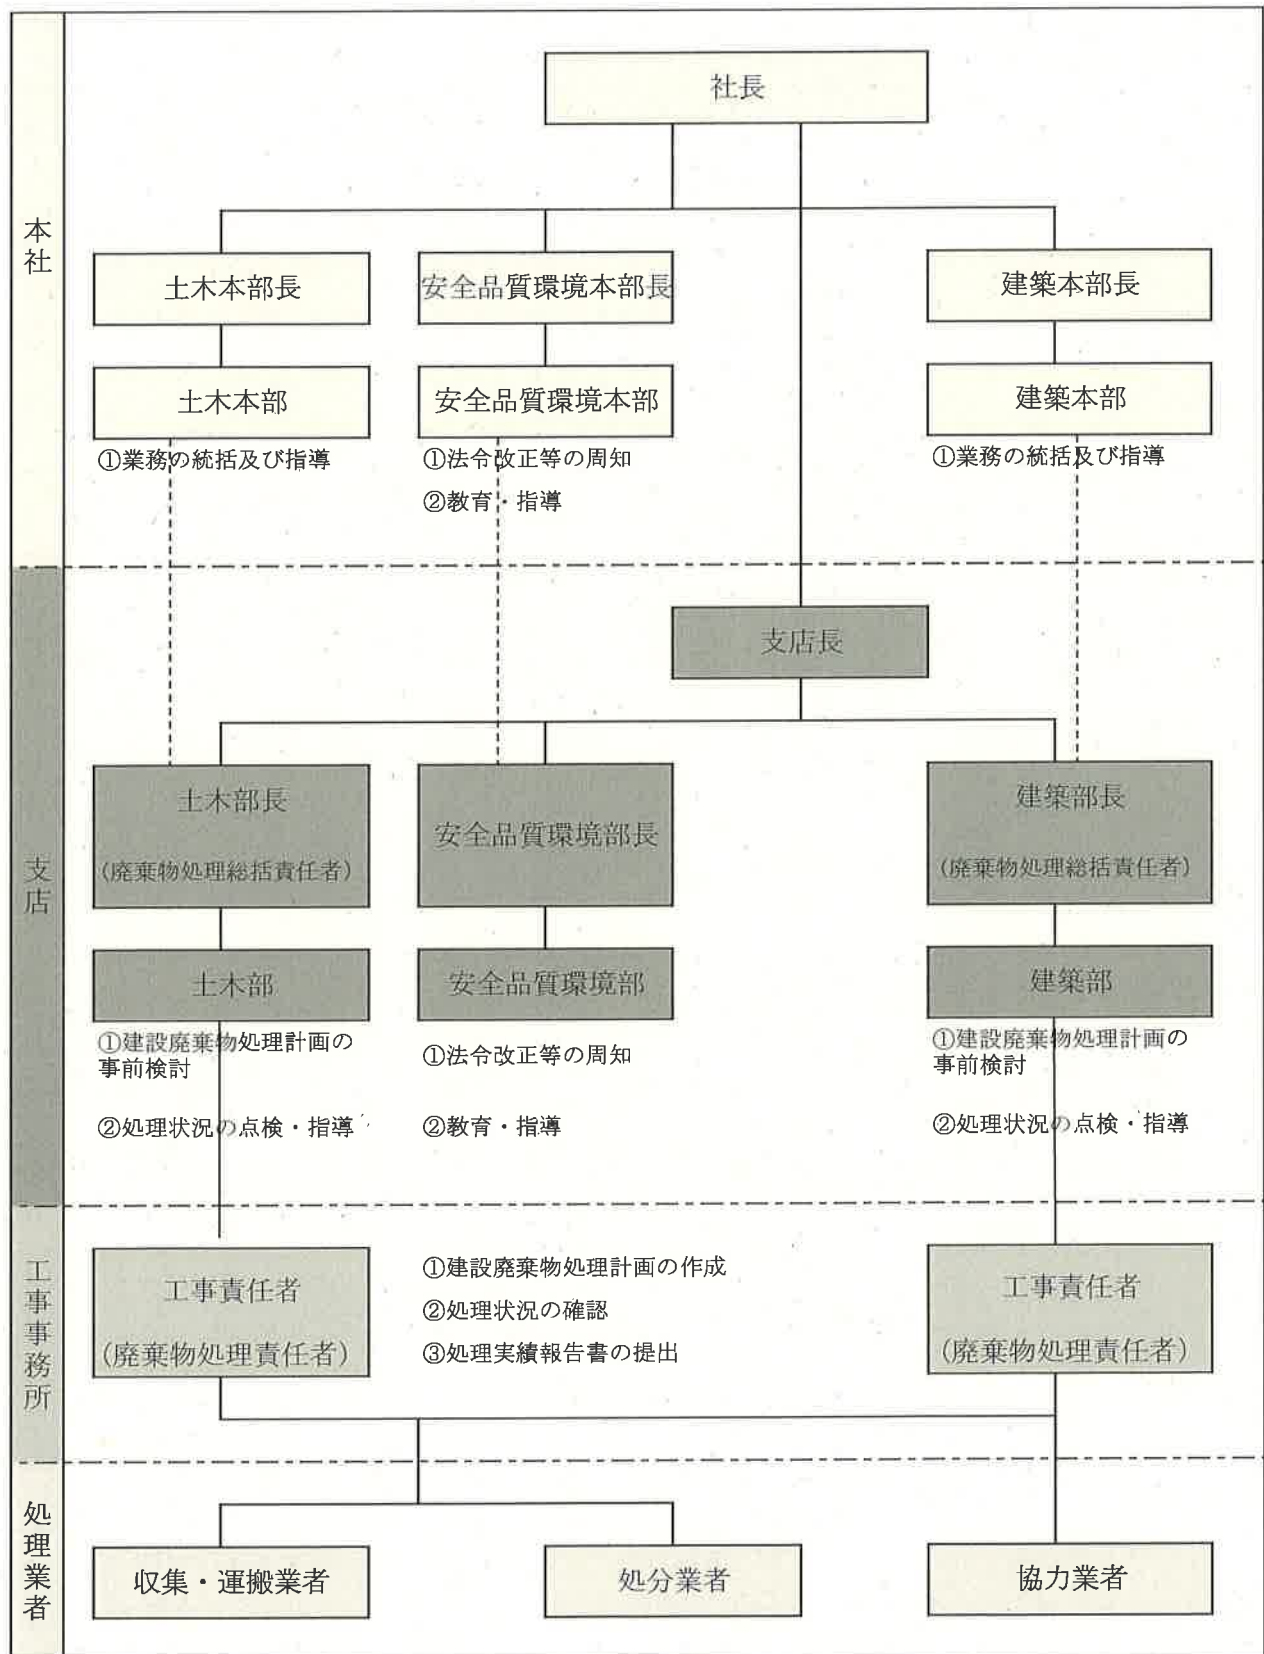 本社
社長
土木本部長
安全品質環境本部長
建築本部長
土木本部
安全品質環境本部
建築本部
①業務の統括及び指導
①法令改正等の周知
②教育・指導
①業務の統括及び指導
支店
支店長
土木部長
(廃棄物処理総括責任者)
安全品質環境部長
建築部長
(廃棄物処理総括責任者)
土木部
安全品質環境部
建築部
①建設廃棄物処理計画の
事前検討
②処理状況の点検・指導
①法令改正等の周知
②教育・指導
①建設廃棄物処理計画の
事前検討
②処理状況の点検・指導
工事事務所
工事責任者
(廃棄物処理責任者)
①建設廃棄物処理計画の作成
②処理状況の確認
③処理実績報告書の提出
工事責任者
(廃棄物処理責任者)
処理業者
収集・運搬業者
処分業者
協力業者